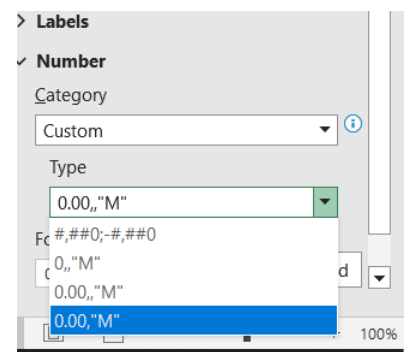 Labels
Number
Category
Custom
Type
0.00,,"M"
#,##0;-#,##0
0,,"M"
0.00,,"M"
0.00,"M"
100%